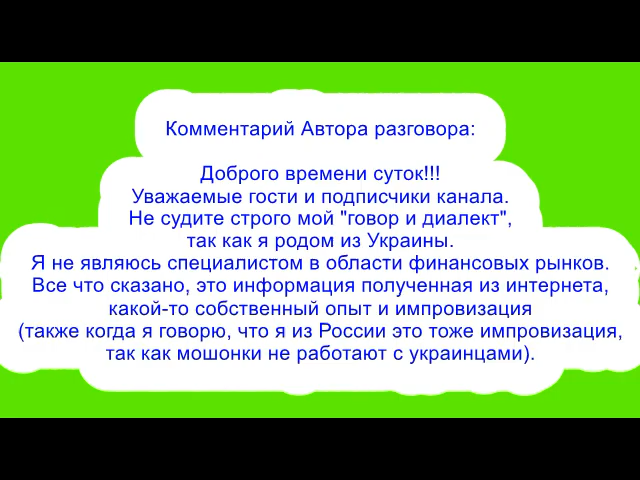 Комментарий Автора разговора:
Доброго времени суток!!!
Уважаемые гости и подписчики канала.
Не судите строго мой "говор и диалект",
так как я родом из Украины.
Я не являюсь специалистом в области финансовых рынков.
Все что сказано, это информация полученная из интернета,
какой-то собственный опыт и импровизация
(также когда я говорю, что я из России это тоже импровизация,
так как мошонки не работают с украинцами).